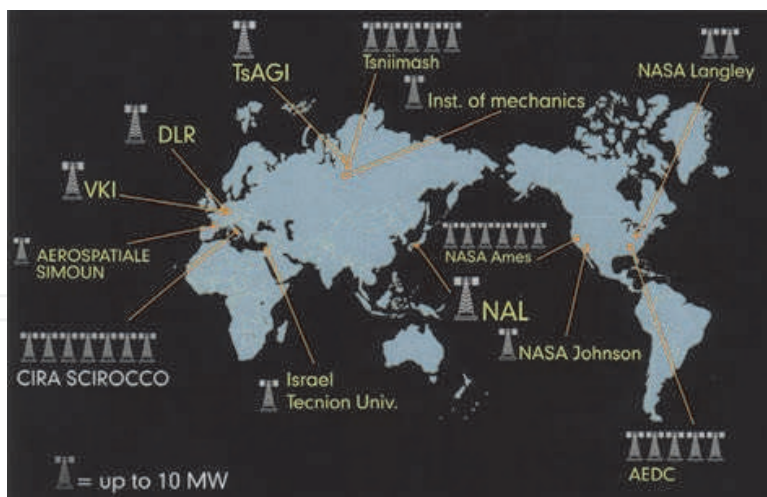 TsAGI
Tsniimash
NASA Langley
Inst. of mechanics
DLR
VKI
AEROSPATIALE
SIMOUN
NASA Ames
NAL
CIRA SCIROCCO
Israel
Tecnion Univ.
NASA Johnson
AEDC
= up to 10 MW